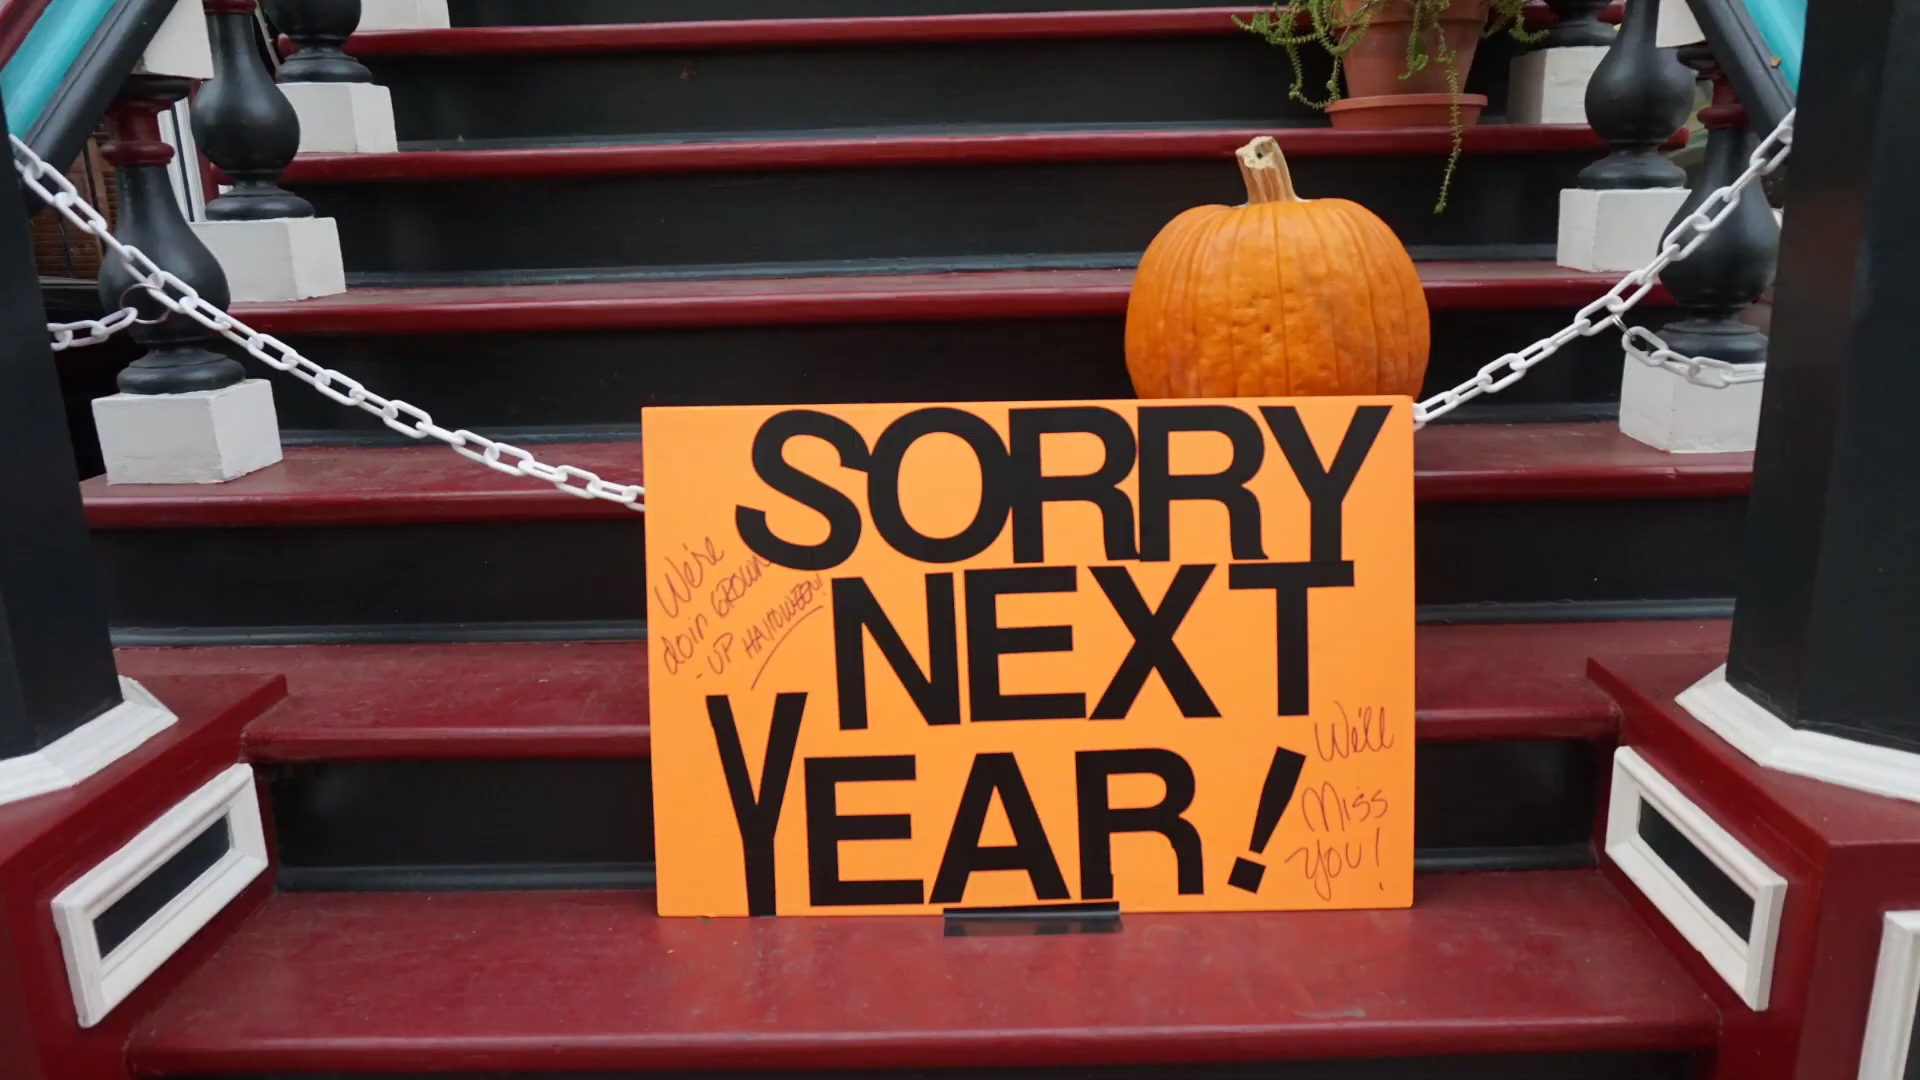 SORRY
NEXT
YEAR!
We're
doin GROWN
-UP HALLOWEEN!
We'll
Miss
you!